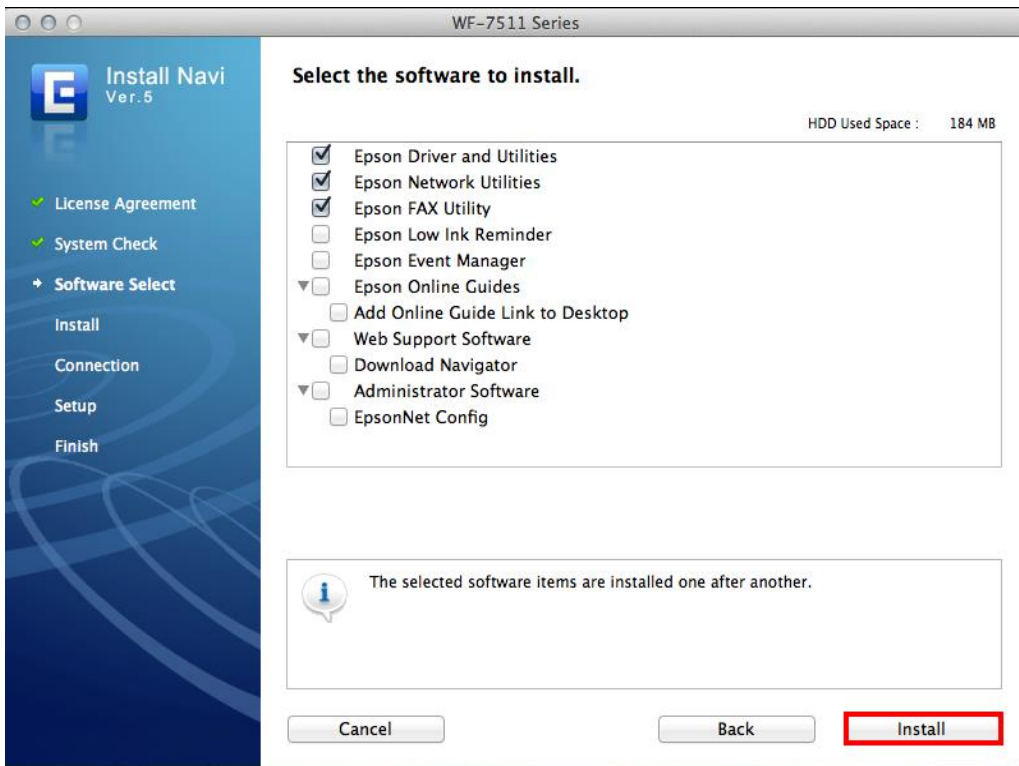 WF-7511 Series
Install Navi
Ver.5
License Agreement
System Check
Software Select
Install
Connection
Setup
Finish
Select the software to install.
HDD Used Space : 184 MB
Epson Driver and Utilities
Epson Network Utilities
Epson FAX Utility
Epson Low Ink Reminder
Epson Event Manager
Epson Online Guides
Add Online Guide Link to Desktop
Web Support Software
Download Navigator
Administrator Software
EpsonNet Config
The selected software items are installed one after another.
Cancel
Back
Install